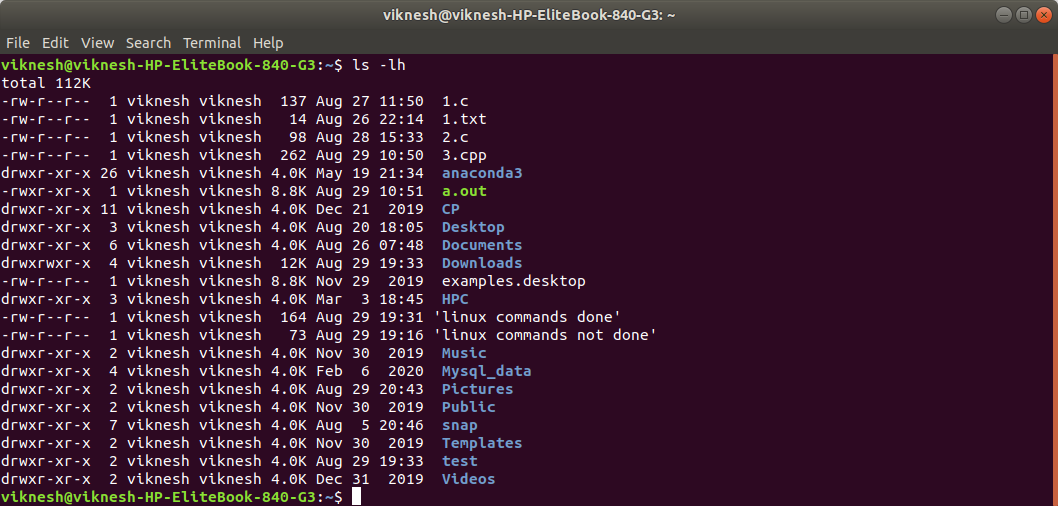 viknesh@viknesh-HP-EliteBook-840-G3: ~
File Edit View Search Terminal Help
viknesh@viknesh-HP-EliteBook-840-G3:~$ ls -lh
total 112K
-rw-r--r--  1 viknesh viknesh  137 Aug 27 11:50  1.c
-rw-r--r--  1 viknesh viknesh   14 Aug 26 22:14  1.txt
-rw-r--r--  1 viknesh viknesh   98 Aug 28 15:33  2.c
-rw-r--r--  1 viknesh viknesh  262 Aug 29 10:50  3.cpp
drwxr-xr-x 26 viknesh viknesh 4.0K May 19 21:34  anaconda3
-rwxr-xr-x  1 viknesh viknesh 8.8K Aug 29 10:51  a.out
drwxr-xr-x 11 viknesh viknesh 4.0K Dec 21  2019  CP
drwxr-xr-x  3 viknesh viknesh 4.0K Aug 20 18:05  Desktop
drwxr-xr-x  6 viknesh viknesh 4.0K Aug 26 07:48  Documents
drwxrwxr-x  4 viknesh viknesh  12K Aug 29 19:33  Downloads
-rw-r--r--  1 viknesh viknesh 8.8K Nov 29  2019  examples.desktop
drwxr-xr-x  3 viknesh viknesh 4.0K Mar  3 18:45  HPC
-rw-r--r--  1 viknesh viknesh  164 Aug 29 19:31 'linux commands done'
-rw-r--r--  1 viknesh viknesh   73 Aug 29 19:16 'linux commands not done'
drwxr-xr-x  2 viknesh viknesh 4.0K Nov 30  2019  Music
drwxr-xr-x  4 viknesh viknesh 4.0K Feb  6  2020  Mysql_data
drwxr-xr-x  2 viknesh viknesh 4.0K Aug 29 20:43  Pictures
drwxr-xr-x  2 viknesh viknesh 4.0K Nov 30  2019  Public
drwxr-xr-x  7 viknesh viknesh 4.0K Aug  5 20:46  snap
drwxr-xr-x  2 viknesh viknesh 4.0K Nov 30  2019  Templates
drwxr-xr-x  2 viknesh viknesh 4.0K Aug 29 19:33  test
drwxr-xr-x  2 viknesh viknesh 4.0K Dec 31  2019  Videos
viknesh@viknesh-HP-EliteBook-840-G3:~$